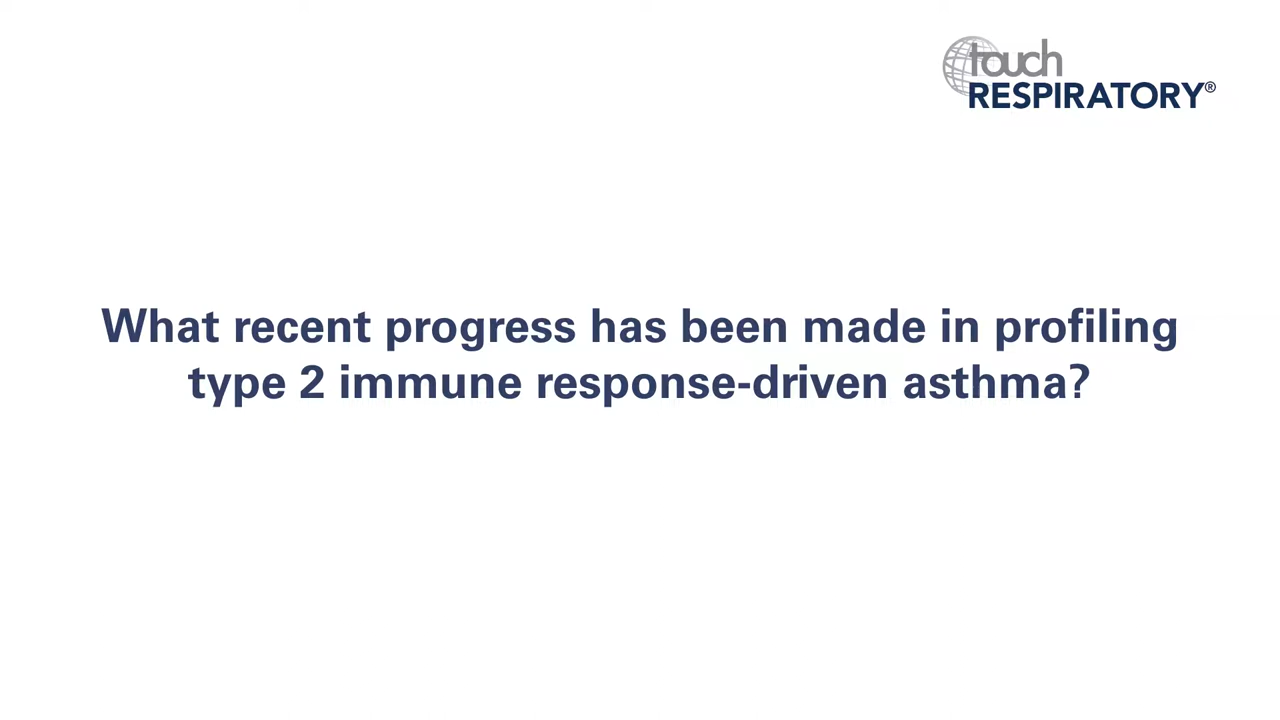 touch
RESPIRATORY®
What recent progress has been made in profiling
type 2 immune response-driven asthma?